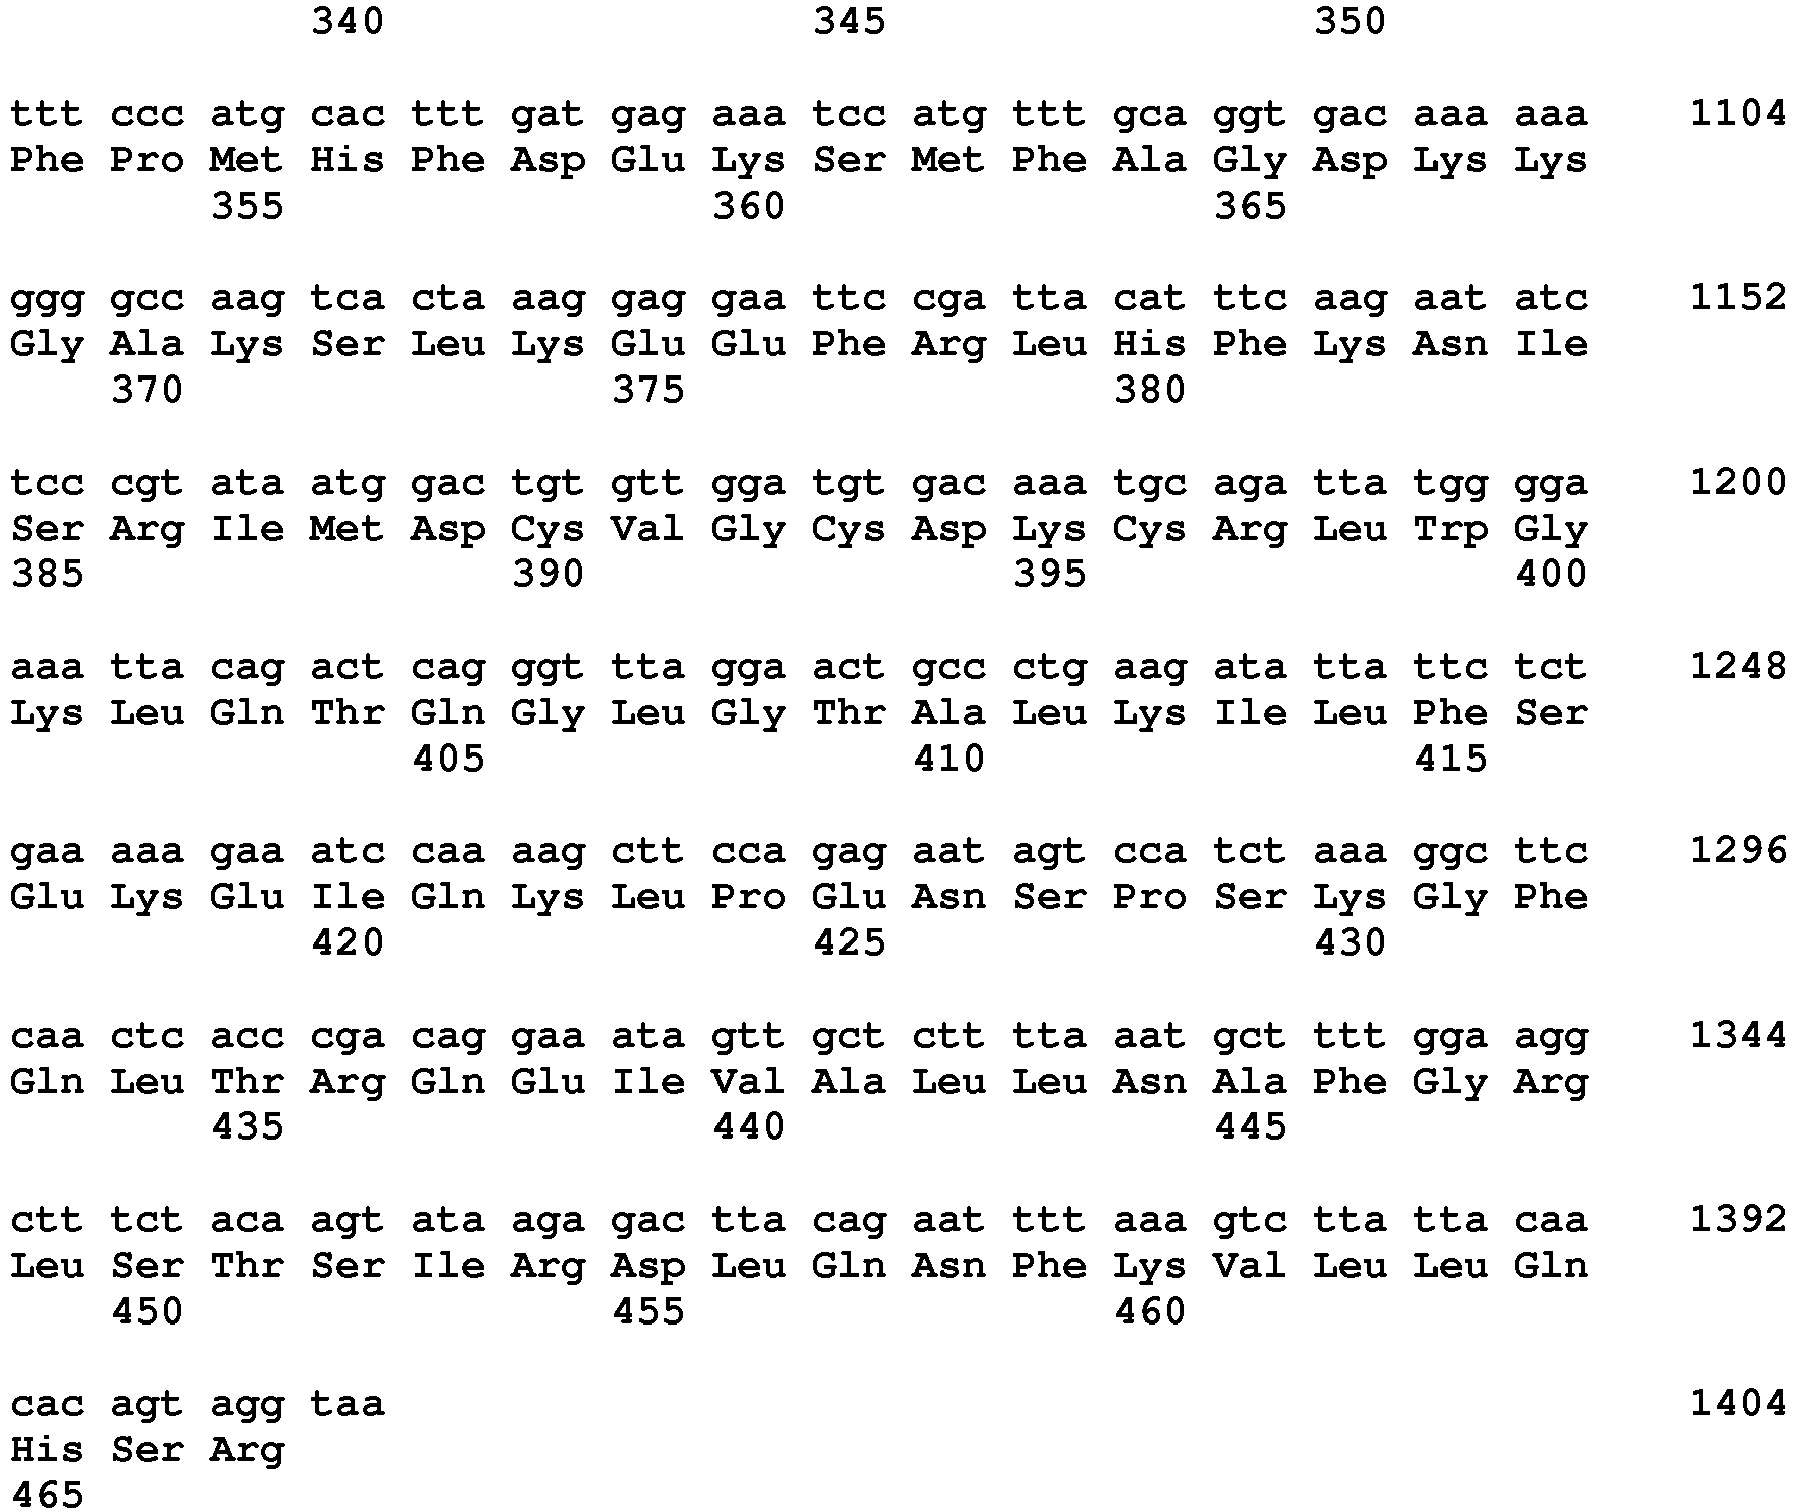 340 345 350
ttt ccc atg cac ttt gat gag aaa tcc atg ttt gca ggt gac aaa aaa 1104
Phe Pro Met His Phe Asp Glu Lys Ser Met Phe Ala Gly Asp Lys Lys
355 360 365
ggg gcc aag tca cta aag gag gaa ttc cga tta cat ttc aag aat atc 1152
Gly Ala Lys Ser Leu Lys Glu Glu Phe Arg Leu His Phe Lys Asn Ile
370 375 380
tcc cgt ata atg gac tgt gtt gga tgt gac aaa tgc aga tta tgg gga 1200
Ser Arg Ile Met Asp Cys Val Gly Cys Asp Lys Cys Arg Leu Trp Gly
385 390 395 400
aaa tta cag act cag ggt tta gga act gcc ctg aag ata tta ttc tct 1248
Lys Leu Gln Thr Gln Gly Leu Gly Thr Ala Leu Lys Ile Leu Phe Ser
405 410 415
gaa aaa gaa atc caa aag ctt cca gag aat agt cca tct aaa ggc ttc 1296
Glu Lys Glu Ile Gln Lys Leu Pro Glu Asn Ser Pro Ser Lys Gly Phe
420 425 430
caa ctc acc cga cag gaa ata gtt gct ctt tta aat gct ttt gga agg 1344
Gln Leu Thr Arg Gln Glu Ile Val Ala Leu Leu Asn Ala Phe Gly Arg
435 440 445
ctt tct aca agt ata aga gac tta cag aat ttt aaa gtc tta tta caa 1392
Leu Ser Thr Ser Ile Arg Asp Leu Gln Asn Phe Lys Val Leu Leu Gln
450 455 460
cac agt agg taa 1404
His Ser Arg
465